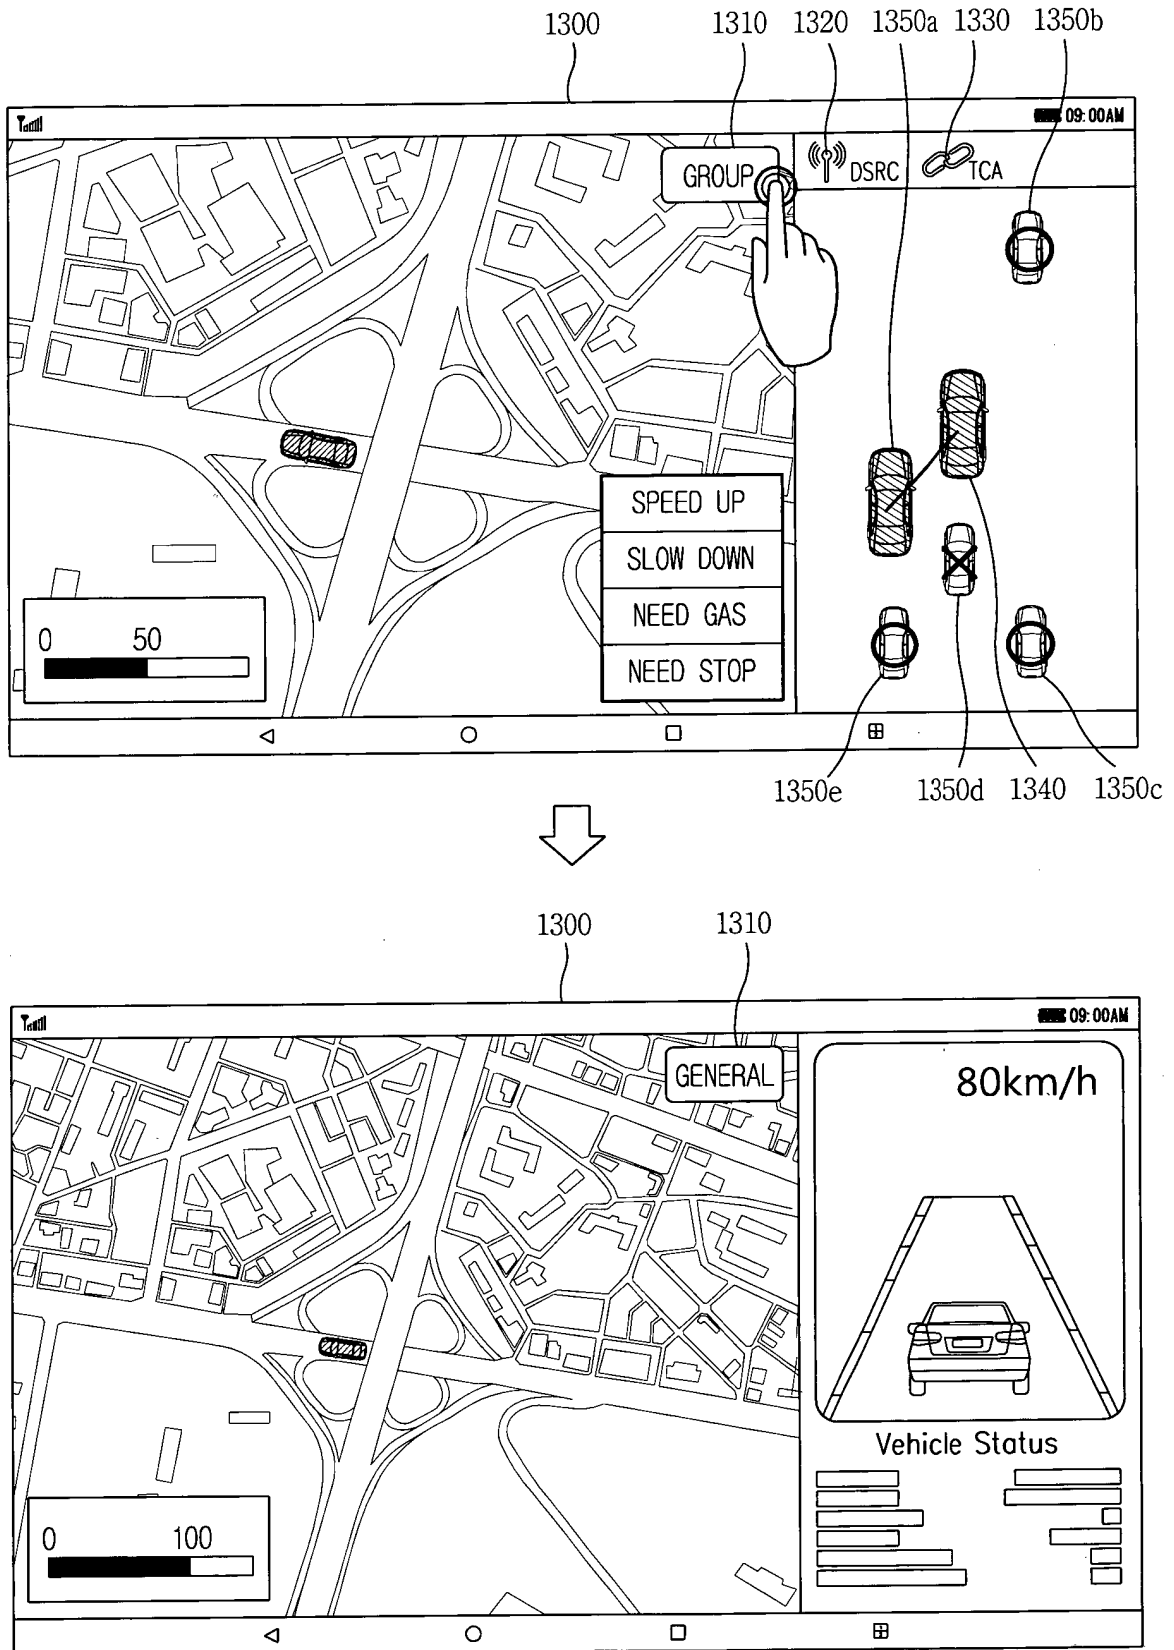 1300 1310 1320 1350a 1330 1350b
09:00AM
GROUP DSRC TCA
SPEED UP
SLOW DOWN
NEED GAS
NEED STOP
0 50
1350e 1350d 1340 1350c
1300 1310
09:00AM
GENERAL
80km/h
Vehicle Status
0 100